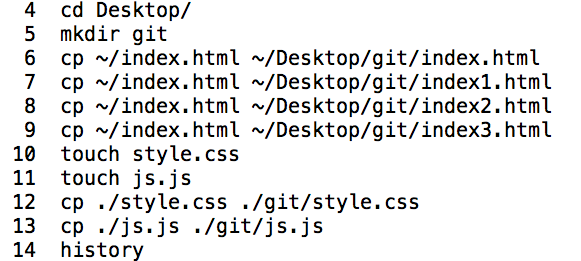 4 cd Desktop/
5 mkdir git
6 cp ~/index.html ~/Desktop/git/index.html
7 cp ~/index.html ~/Desktop/git/index1.html
8 cp ~/index.html ~/Desktop/git/index2.html
9 cp ~/index.html ~/Desktop/git/index3.html
10 touch style.css
11 touch js.js
12 cp ./style.css ./git/style.css
13 cp ./js.js ./git/js.js
14 history